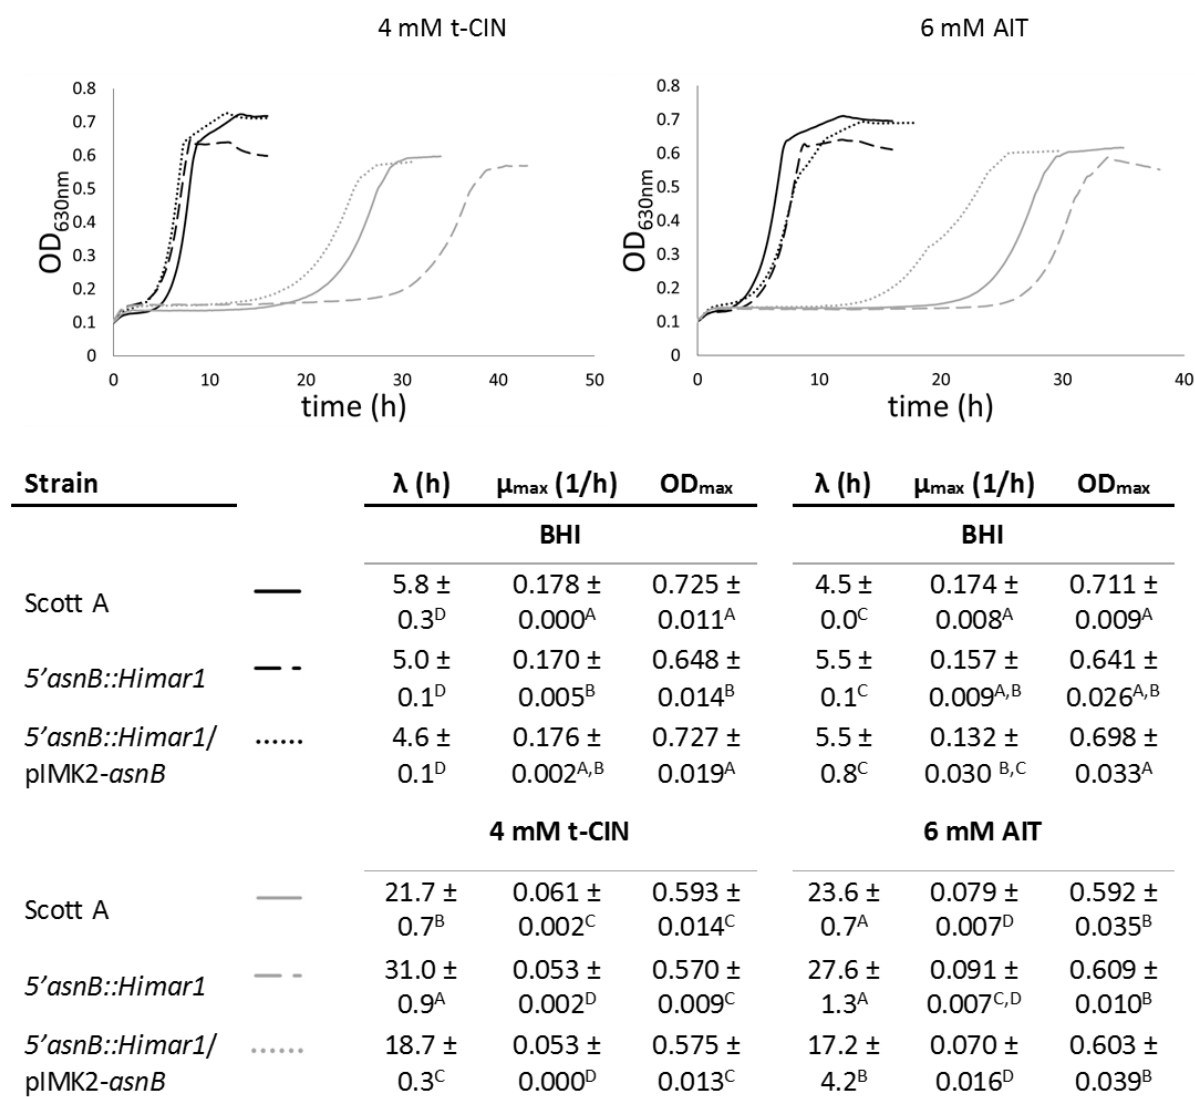 4 mM t-CIN 6 mM AIT
0.8 0.8
0.7 0.7
0.6 0.6
0.5 0.5
0.4 0.4
0.3 0.3
0.2 0.2
0.1 0.1
0 0
OD630nm OD630nm
0 10 20 30 40 50 0 10 20 30 40
time (h) time (h)
Strain λ (h) µmax (1/h) ODmax λ (h) µmax (1/h) ODmax
BHI BHI
5.8 ± 0.178 ± 0.725 ± 4.5 ± 0.174 ± 0.711 ±
Scott A
0.3D 0.000A 0.011A 0.0C 0.008A 0.009A
5.0 ± 0.170 ± 0.648 ± 5.5 ± 0.157 ± 0.641 ±
5’asnB::Himar1
0.1D 0.005B 0.014B 0.1C 0.009A,B 0.026A,B
5’asnB::Himar1/ 4.6 ± 0.176 ± 0.727 ± 5.5 ± 0.132 ± 0.698 ±
pIMK2-asnB 0.1D 0.002A,B 0.019A 0.8C 0.030 B,C 0.033A
4 mM t-CIN 6 mM AIT
21.7 ± 0.061 ± 0.593 ± 23.6 ± 0.079 ± 0.592 ±
Scott A
0.7B 0.002C 0.014C 0.7A 0.007D 0.035B
31.0 ± 0.053 ± 0.570 ± 27.6 ± 0.091 ± 0.609 ±
5’asnB::Himar1
0.9A 0.002D 0.009C 1.3A 0.007C,D 0.010B
5’asnB::Himar1/ 18.7 ± 0.053 ± 0.575 ± 17.2 ± 0.070 ± 0.603 ±
pIMK2-asnB 0.3C 0.000D 0.013C 4.2B 0.016D 0.039B